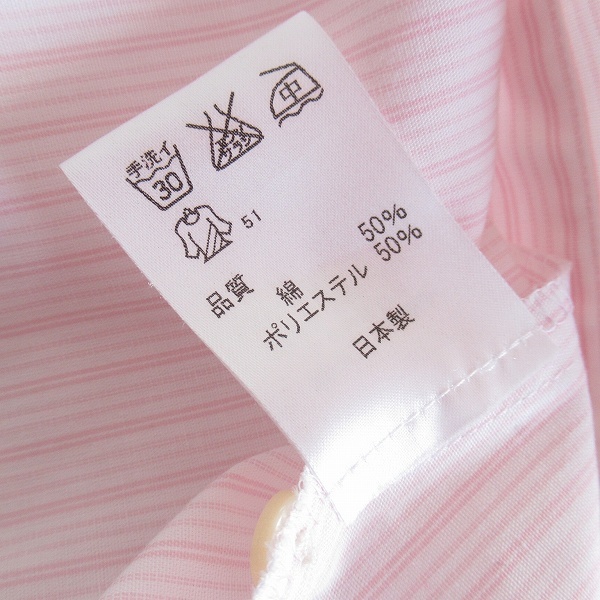 手洗イ
30
エンソ
サラシ
中
51
品質 綿 50%
ポリエステル 50%
日本製